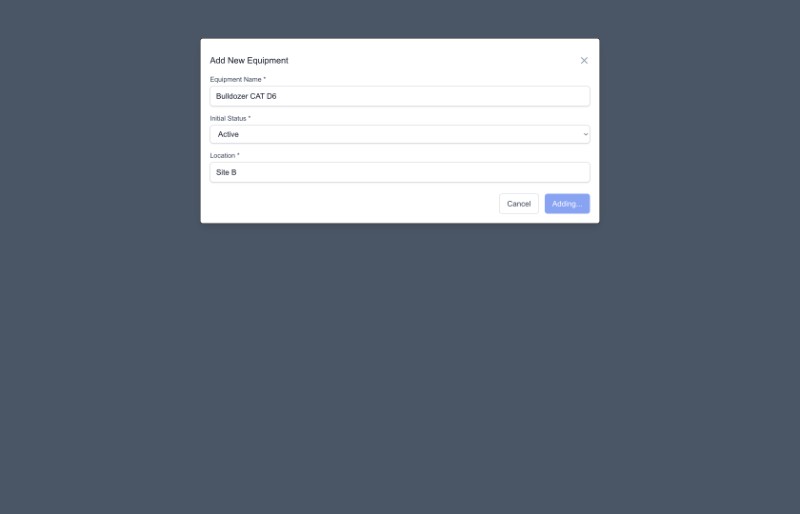 Add New Equipment
Equipment Name *
Bulldozer CAT D6
Initial Status *
Active
Location *
Site B
Cancel
Adding...